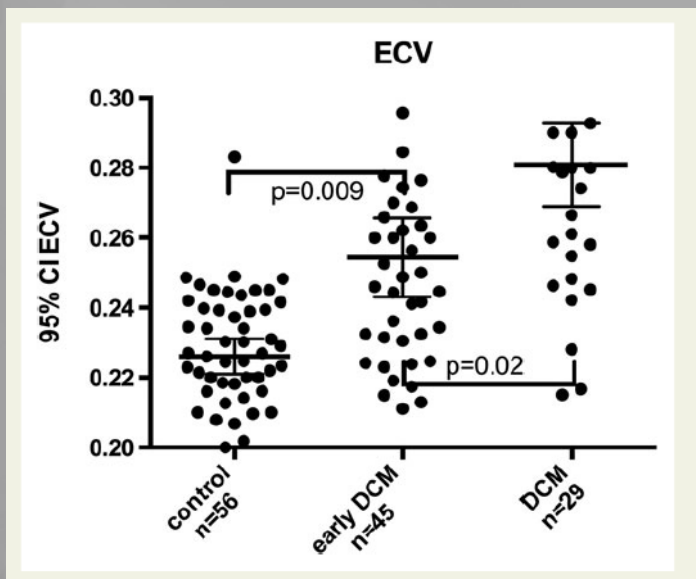 ECV
95% CI ECV
0.30
0.28
0.26
0.24
0.22
0.20
p=0.009
p=0.02
control
n=56
early DCM
n=45
DCM
n=29